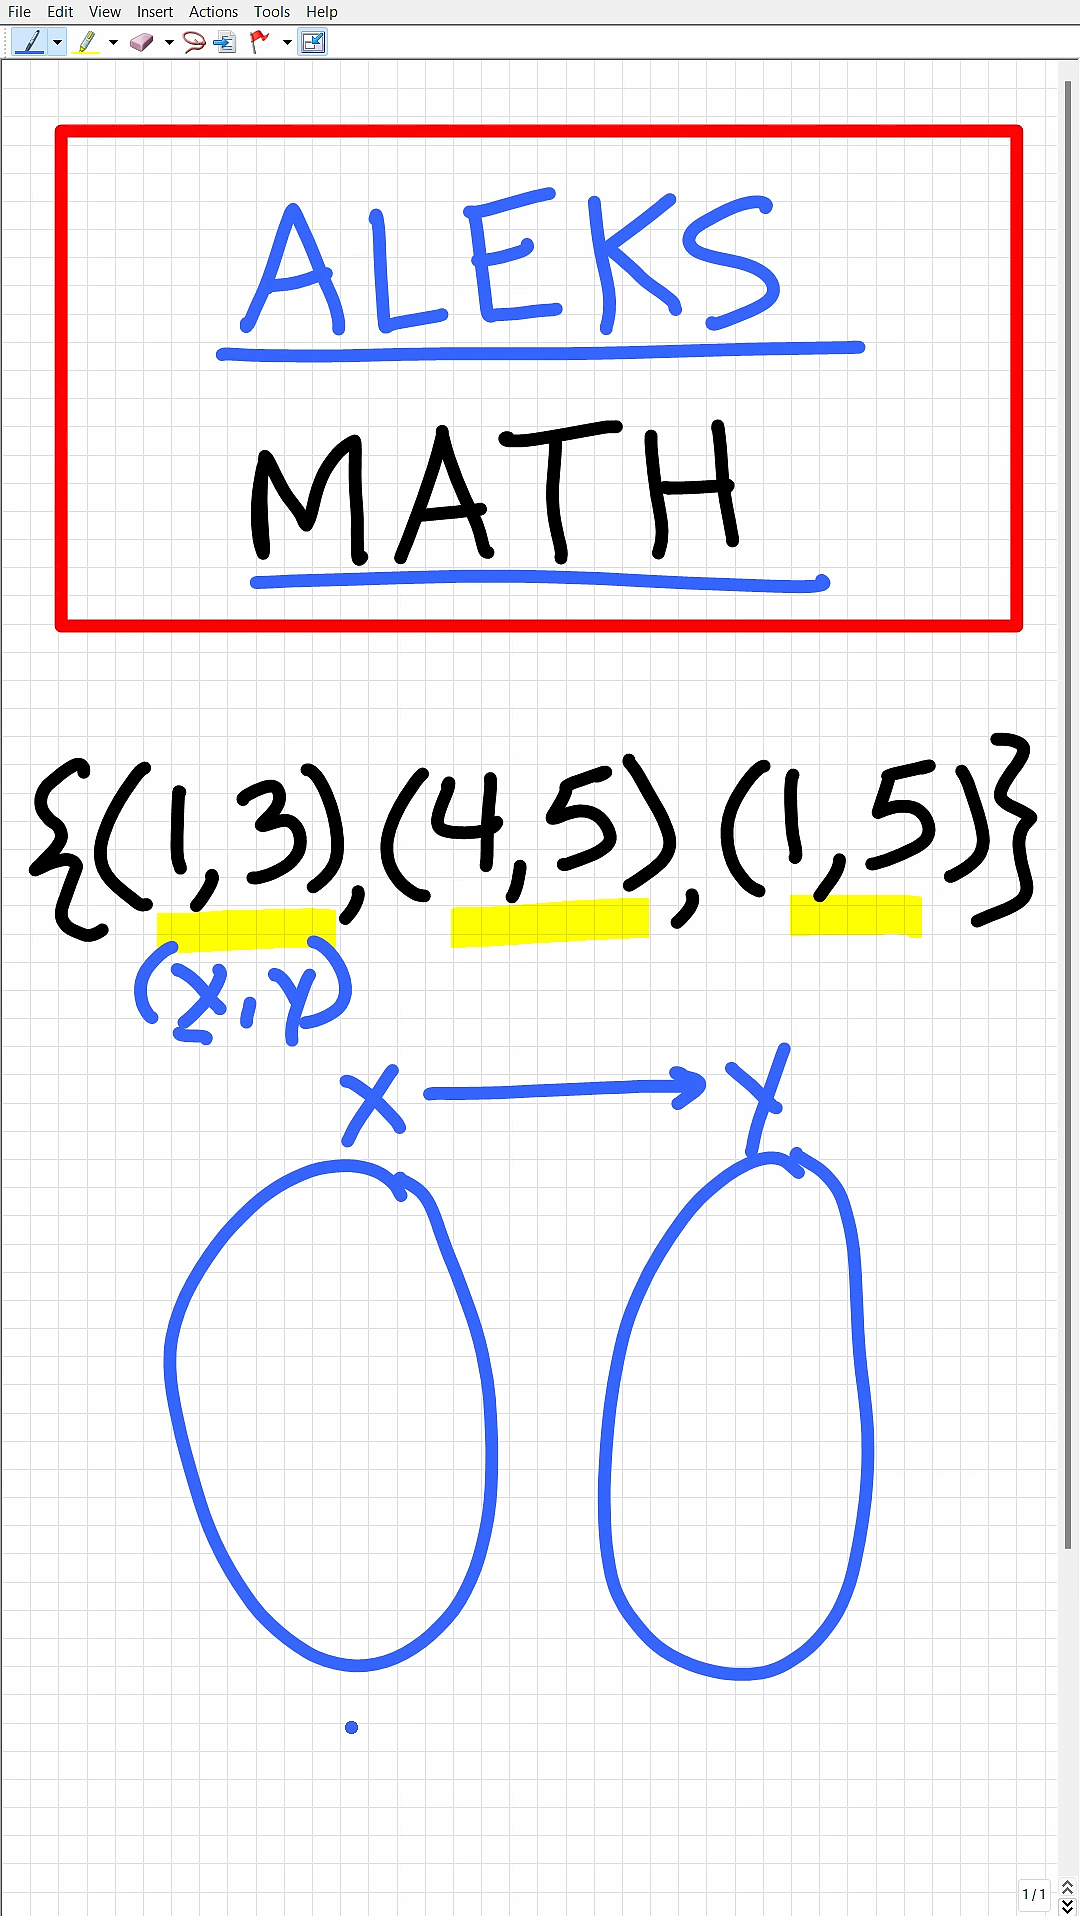 File Edit View Insert Actions Tools Help
ALEKS
MATH
{(1,3),(4,5),(1,5)}
(x,y)
X → Y
1/1